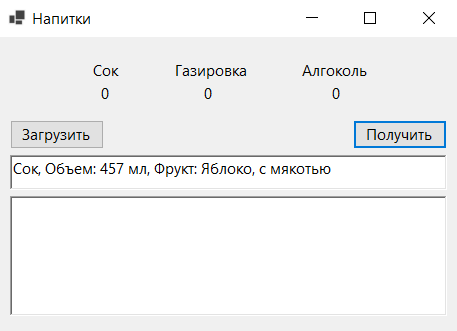 Напитки
Сок Газировка Алгоколь
0 0 0
Загрузить Получить
Сок, Объем: 457 мл, Фрукт: Яблоко, с мякотью